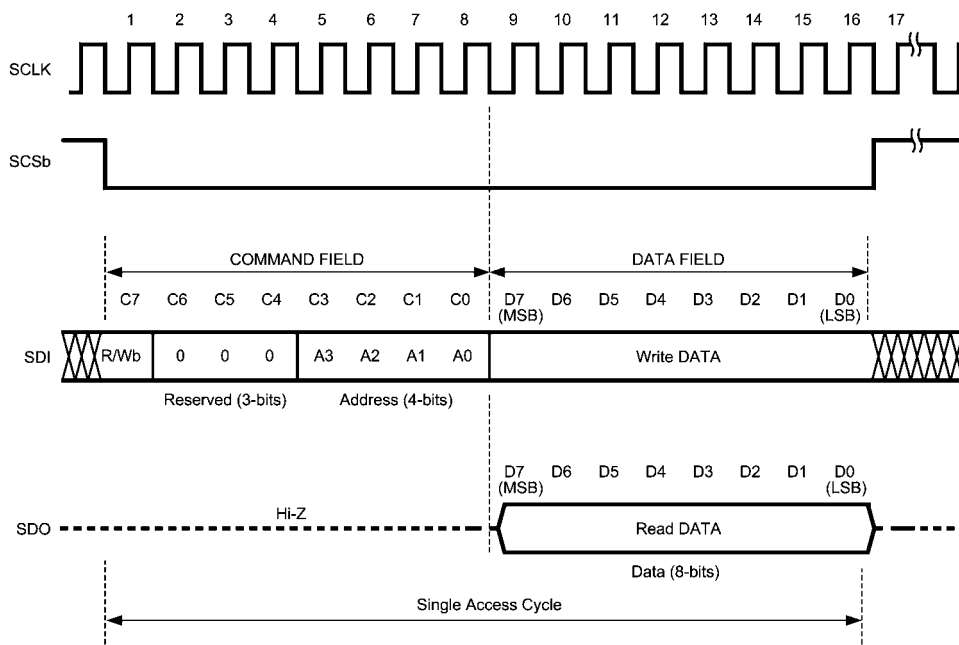 1 2 3 4 5 6 7 8 9 10 11 12 13 14 15 16 17
SCLK
SCSb
COMMAND FIELD DATA FIELD
C7 C6 C5 C4 C3 C2 C1 C0 D7 D6 D5 D4 D3 D2 D1 D0
(MSB) (LSB)
SDI R/Wb 0 0 0 A3 A2 A1 A0 Write DATA
Reserved (3-bits) Address (4-bits)
D7 D6 D5 D4 D3 D2 D1 D0
(MSB) (LSB)
Hi-Z
SDO Read DATA
Data (8-bits)
Single Access Cycle